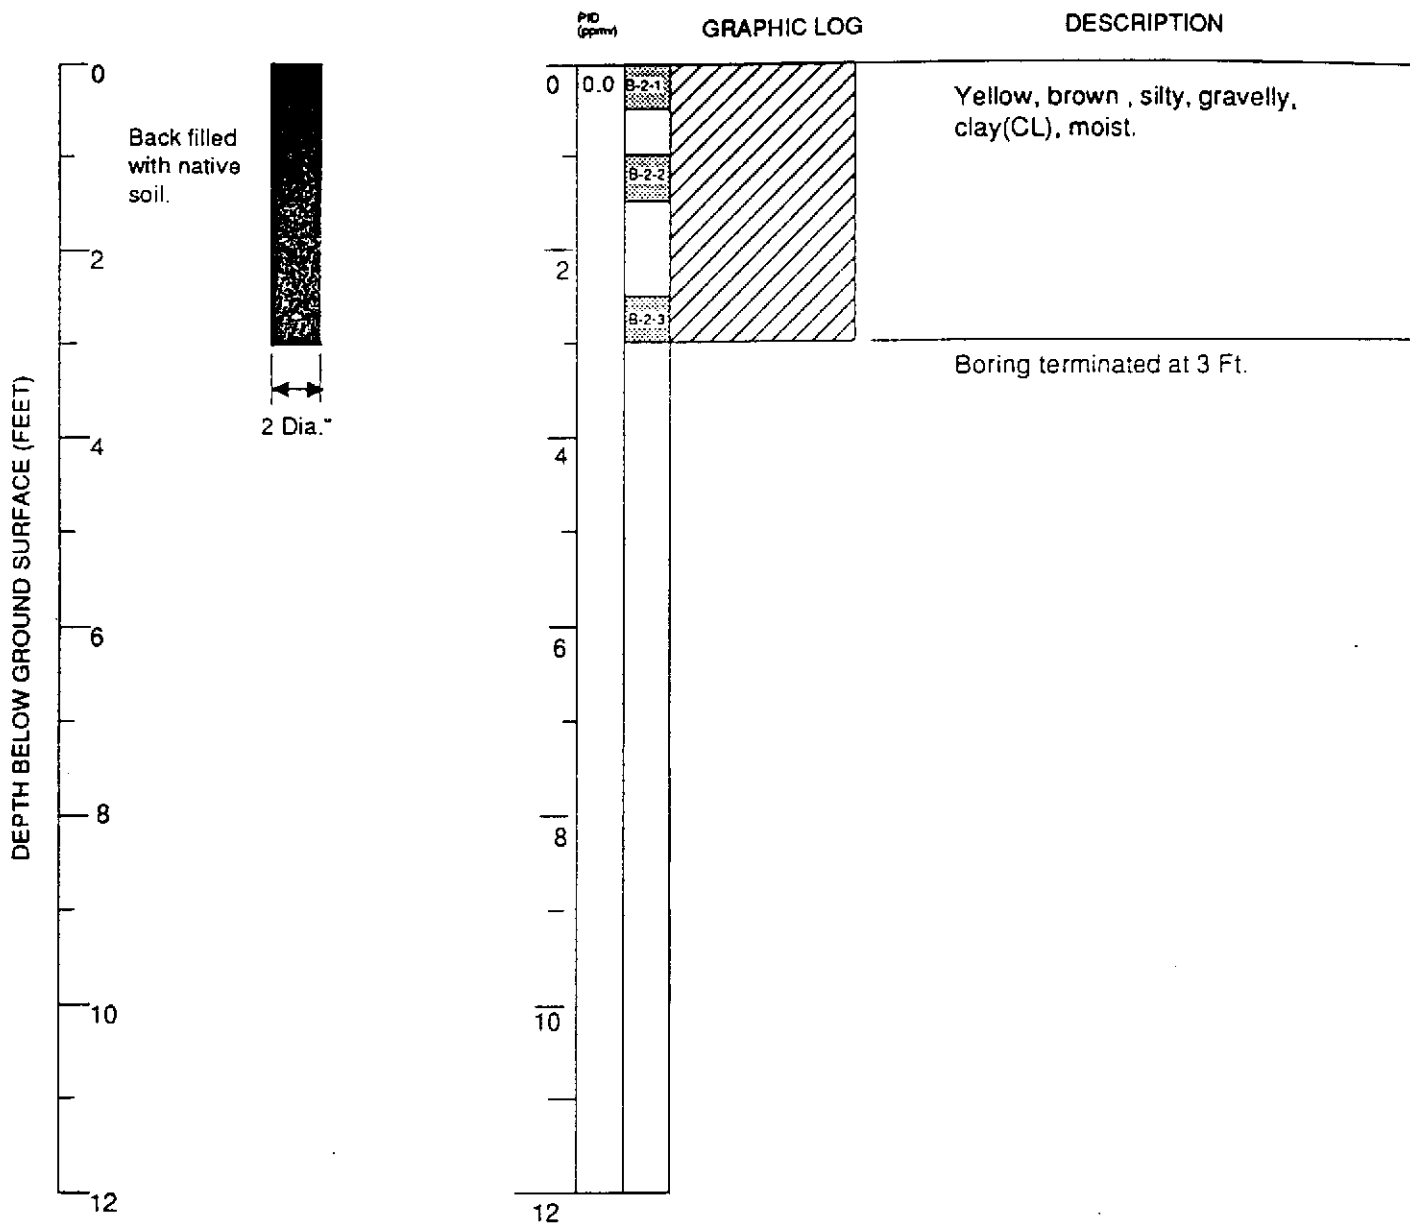 PID
(ppmv)
GRAPHIC LOG
DESCRIPTION
DEPTH BELOW GROUND SURFACE (FEET)
0
2
4
6
8
10
12
Back filled
with native
soil.
2 Dia."
0
2
4
6
8
10
12
0.0
B-2-1
B-2-2
B-2-3
Yellow, brown , silty, gravelly,
clay(CL), moist.
Boring terminated at 3 Ft.